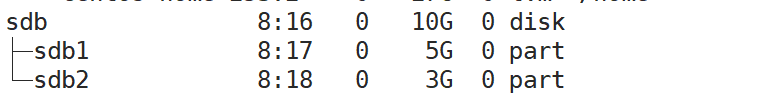 sdb 8:16 0 10G 0 disk
├─sdb1 8:17 0 5G 0 part
└─sdb2 8:18 0 3G 0 part